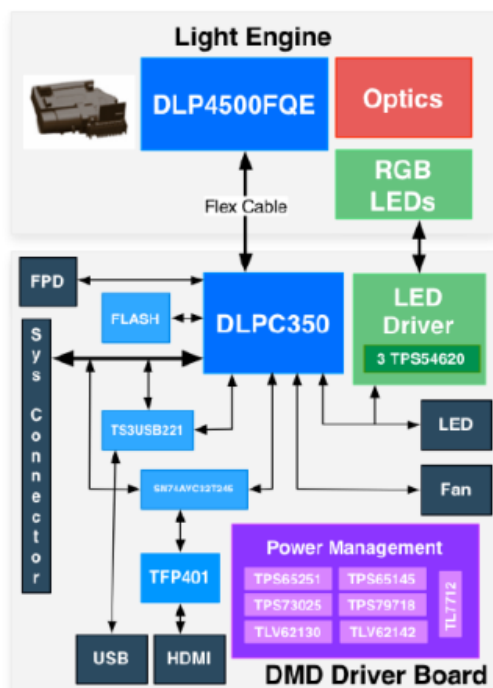 Light Engine
DLP4500FQE
Optics
RGB
LEDs
Flex Cable
FPD
FLASH
DLPC350
LED
Driver
3 TPS54620
Sys Connector
TS3USB221
LED
SN74AVC32T245
Fan
TFP401
Power Management
TPS65251
TPS65145
TPS73025
TPS79718
TL7712
TLV62130
TLV62142
USB
HDMI
DMD Driver Board